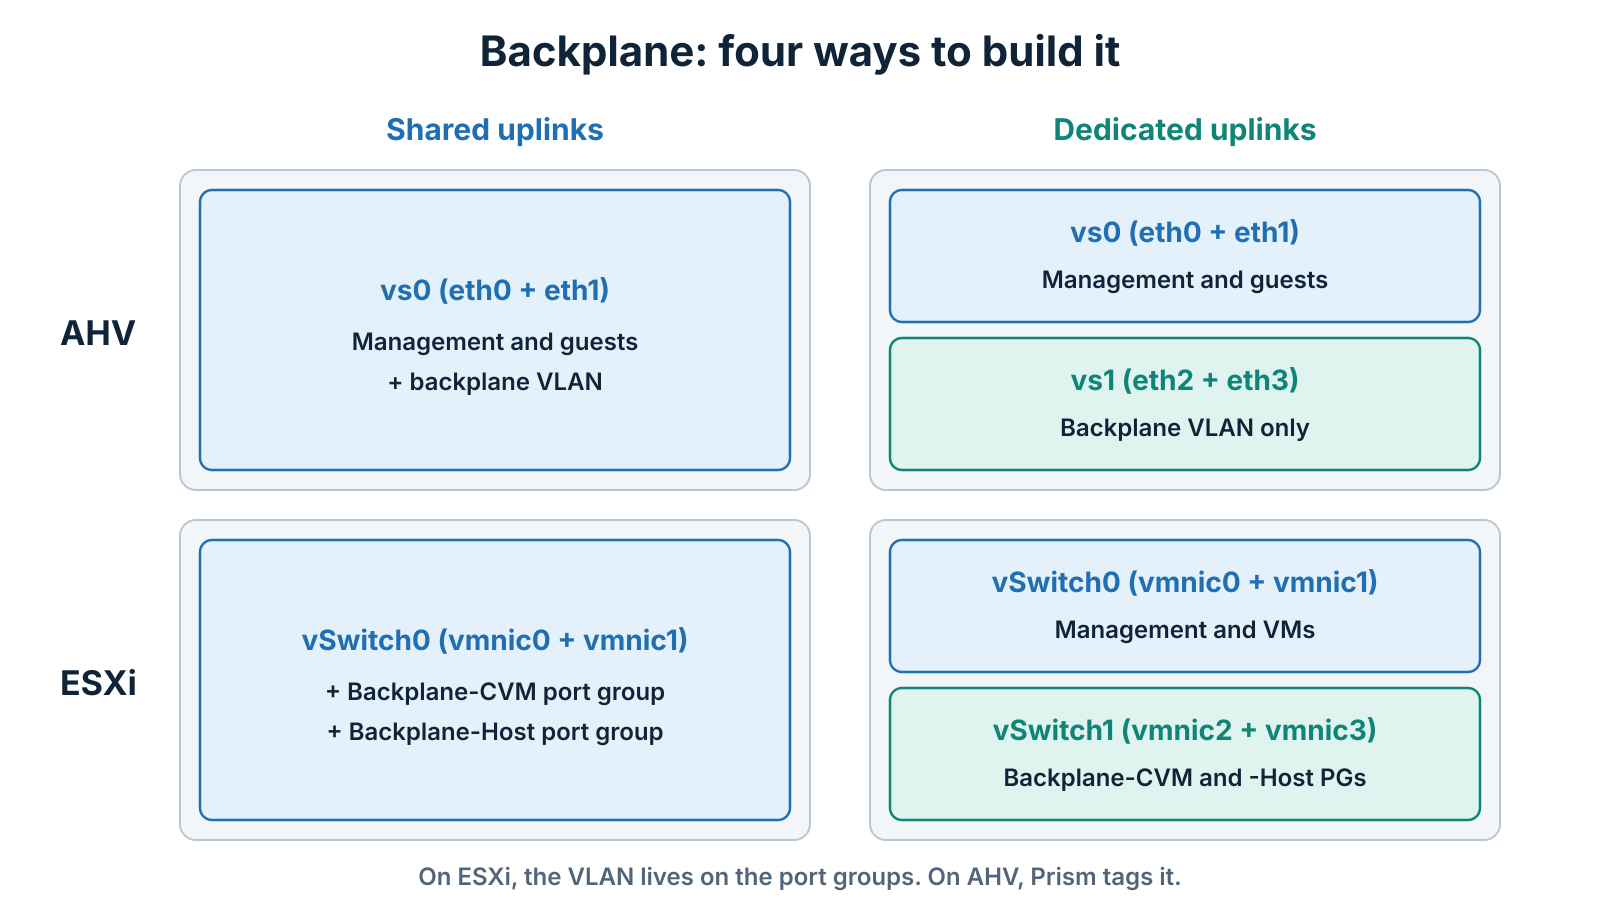 Backplane: four ways to build it
Shared uplinks
Dedicated uplinks
AHV
vs0 (eth0 + eth1)
Management and guests
+ backplane VLAN
vs0 (eth0 + eth1)
Management and guests
vs1 (eth2 + eth3)
Backplane VLAN only
ESXi
vSwitch0 (vmnic0 + vmnic1)
+ Backplane-CVM port group
+ Backplane-Host port group
vSwitch0 (vmnic0 + vmnic1)
Management and VMs
vSwitch1 (vmnic2 + vmnic3)
Backplane-CVM and -Host PGs
On ESXi, the VLAN lives on the port groups. On AHV, Prism tags it.